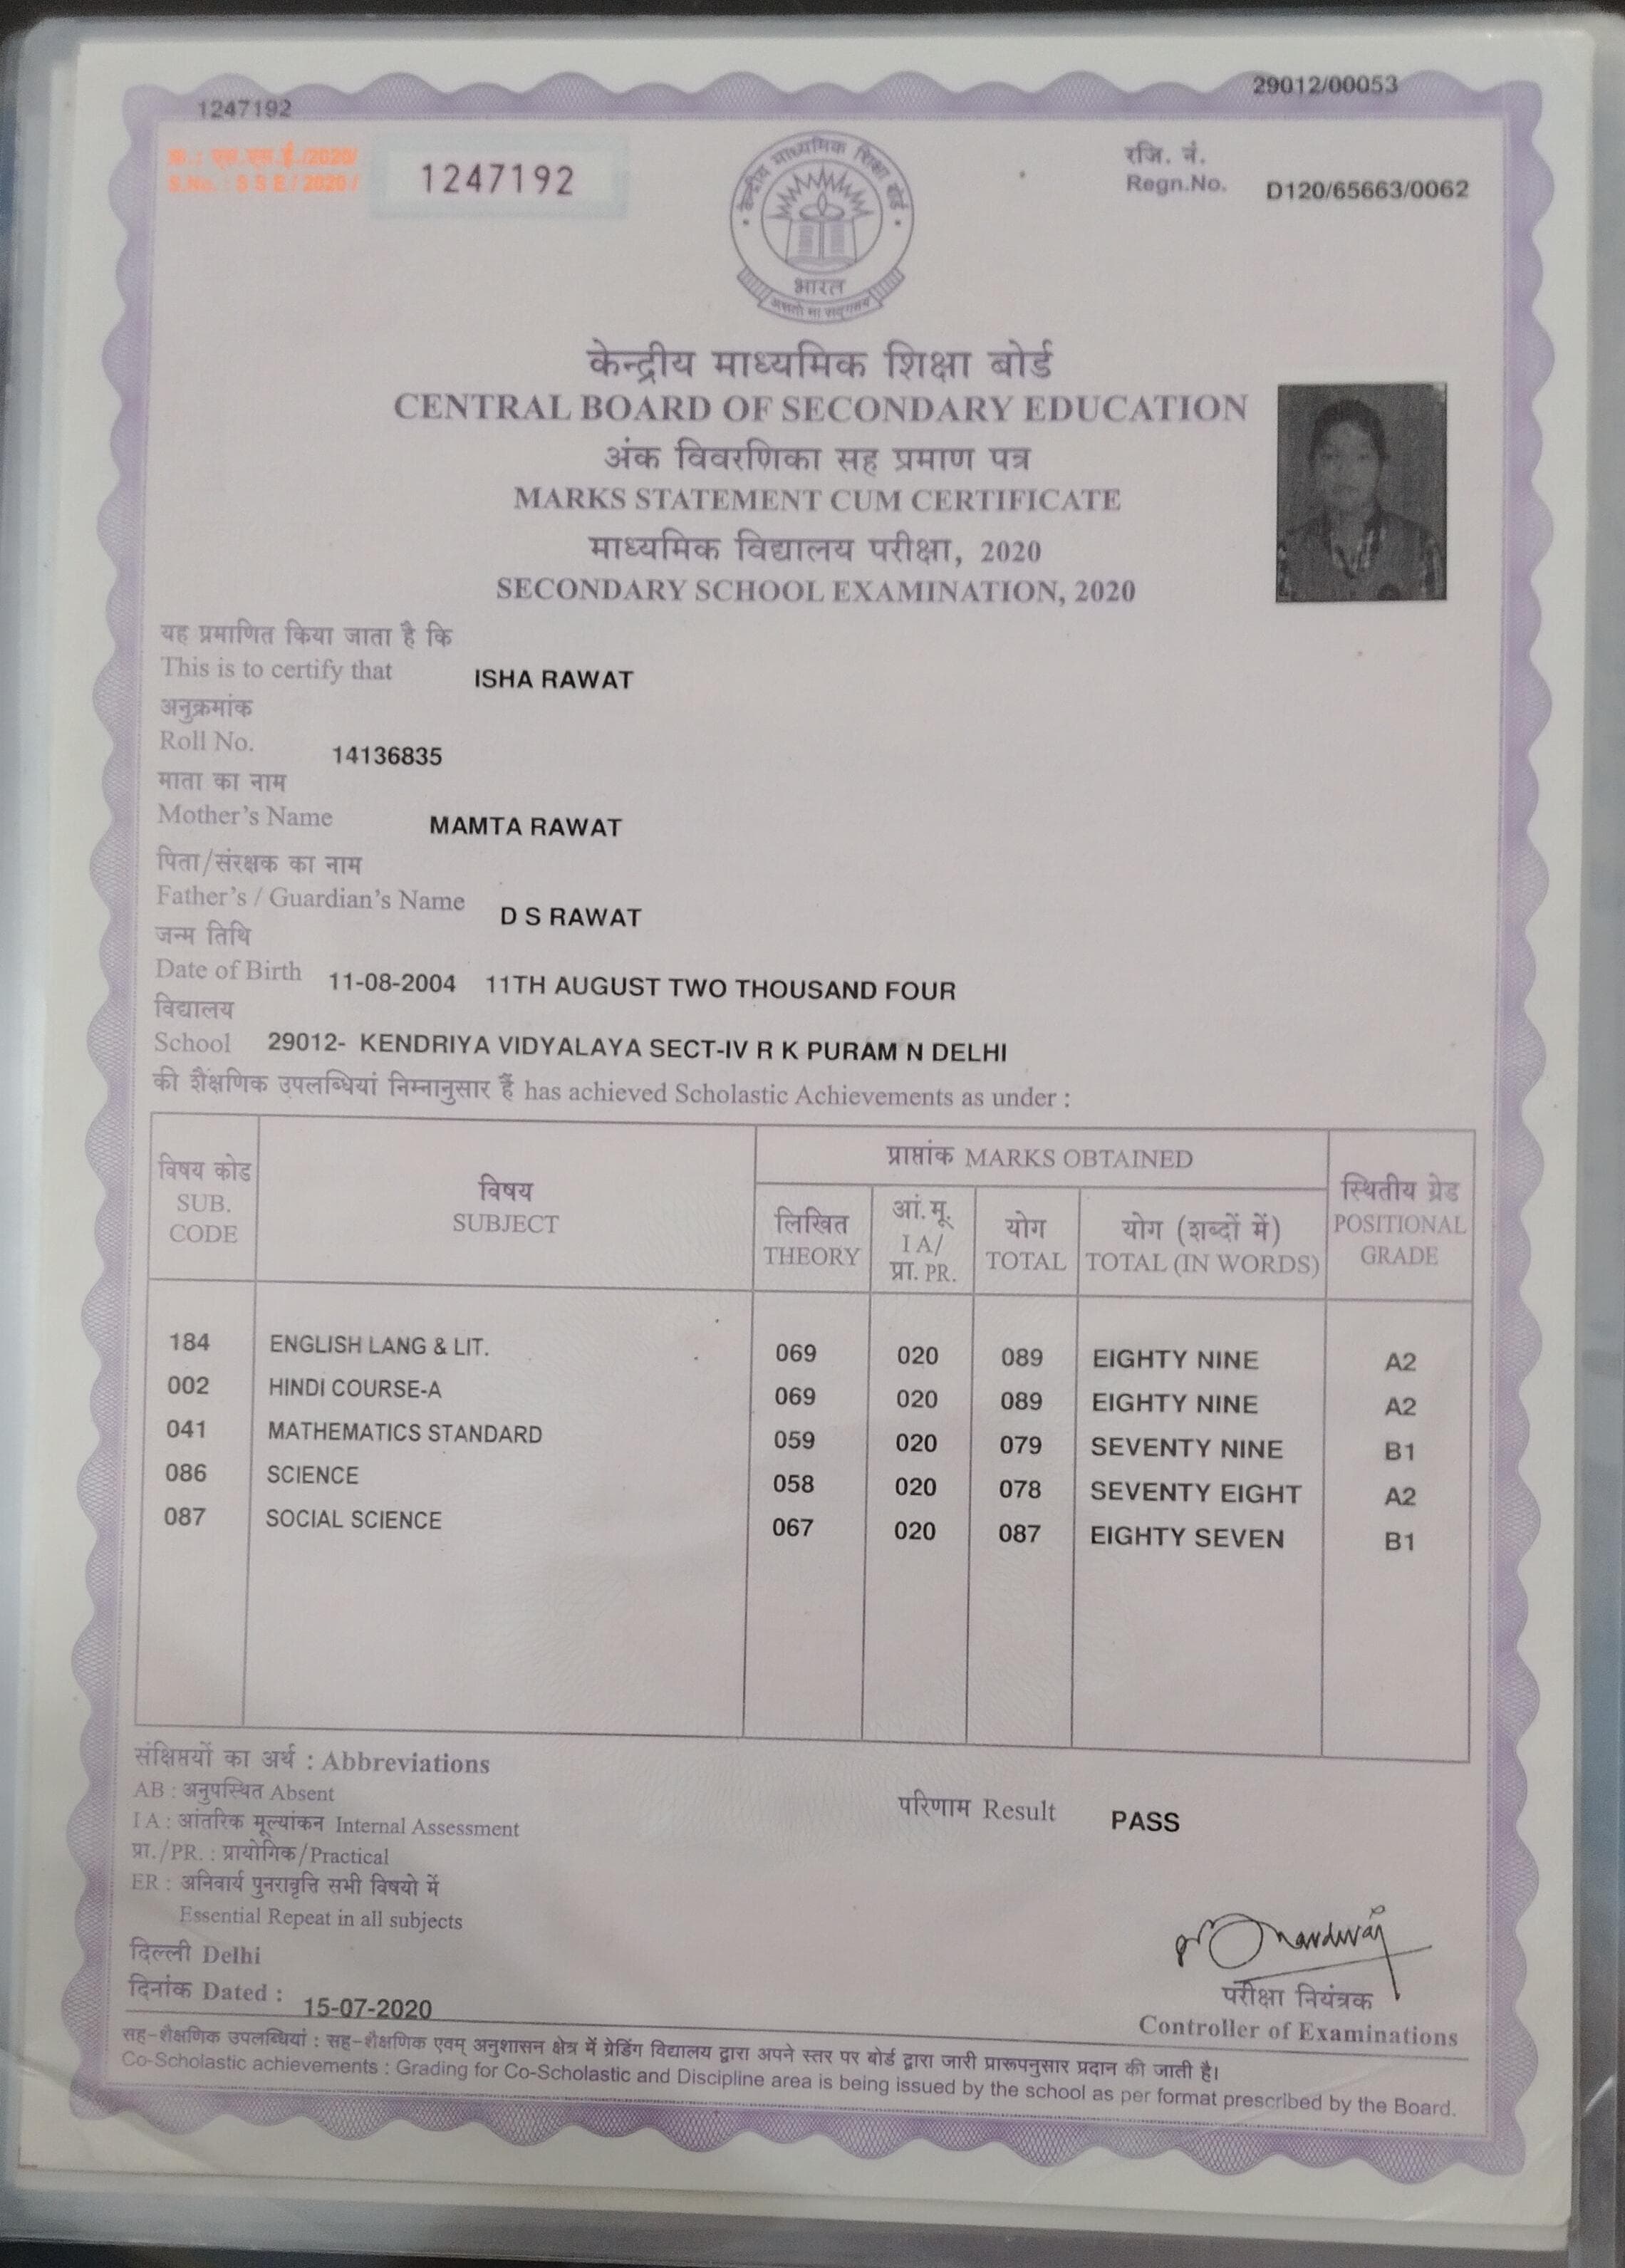 1247192
29012/00053
क्र.: एस.एस.ई./2020/
S.No. : S S E / 2020 /
1247192
रजि. नं.
Regn.No. D120/65663/0062
केन्द्रीय माध्यमिक शिक्षा बोर्ड
भारत
असतो मा सद्गमय
केन्द्रीय माध्यमिक शिक्षा बोर्ड
CENTRAL BOARD OF SECONDARY EDUCATION
अंक विवरणिका सह प्रमाण पत्र
MARKS STATEMENT CUM CERTIFICATE
माध्यमिक विद्यालय परीक्षा, 2020
SECONDARY SCHOOL EXAMINATION, 2020
यह प्रमाणित किया जाता है कि
This is to certify that ISHA RAWAT
अनुक्रमांक
Roll No. 14136835
माता का नाम
Mother's Name MAMTA RAWAT
पिता/संरक्षक का नाम
Father's / Guardian's Name D S RAWAT
जन्म तिथि
Date of Birth 11-08-2004 11TH AUGUST TWO THOUSAND FOUR
विद्यालय
School 29012- KENDRIYA VIDYALAYA SECT-IV R K PURAM N DELHI
की शैक्षणिक उपलब्धियां निम्नानुसार हैं has achieved Scholastic Achievements as under :
विषय कोड
SUB.
CODE
विषय
SUBJECT
प्राप्तांक MARKS OBTAINED
लिखित
THEORY
आं.मू.
I A/
प्रा. PR.
योग
TOTAL
योग (शब्दों में)
TOTAL (IN WORDS)
स्थितीय ग्रेड
POSITIONAL
GRADE
184 ENGLISH LANG & LIT. 069 020 089 EIGHTY NINE A2
002 HINDI COURSE-A 069 020 089 EIGHTY NINE A2
041 MATHEMATICS STANDARD 059 020 079 SEVENTY NINE B1
086 SCIENCE 058 020 078 SEVENTY EIGHT A2
087 SOCIAL SCIENCE 067 020 087 EIGHTY SEVEN B1
संक्षिप्तयों का अर्थ : Abbreviations
AB : अनुपस्थित Absent
I A : आंतरिक मूल्यांकन Internal Assessment
प्रा./PR. : प्रायोगिक/Practical
ER : अनिवार्य पुनरावृत्ति सभी विषयो में
Essential Repeat in all subjects
परिणाम Result PASS
दिल्ली Delhi
दिनांक Dated : 15-07-2020
परीक्षा नियंत्रक
Controller of Examinations
सह-शैक्षणिक उपलब्धियां : सह-शैक्षणिक एवम् अनुशासन क्षेत्र में ग्रेडिंग विद्यालय द्वारा अपने स्तर पर बोर्ड द्वारा जारी प्रारूपनुसार प्रदान की जाती है।
Co-Scholastic achievements : Grading for Co-Scholastic and Discipline area is being issued by the school as per format prescribed by the Board.